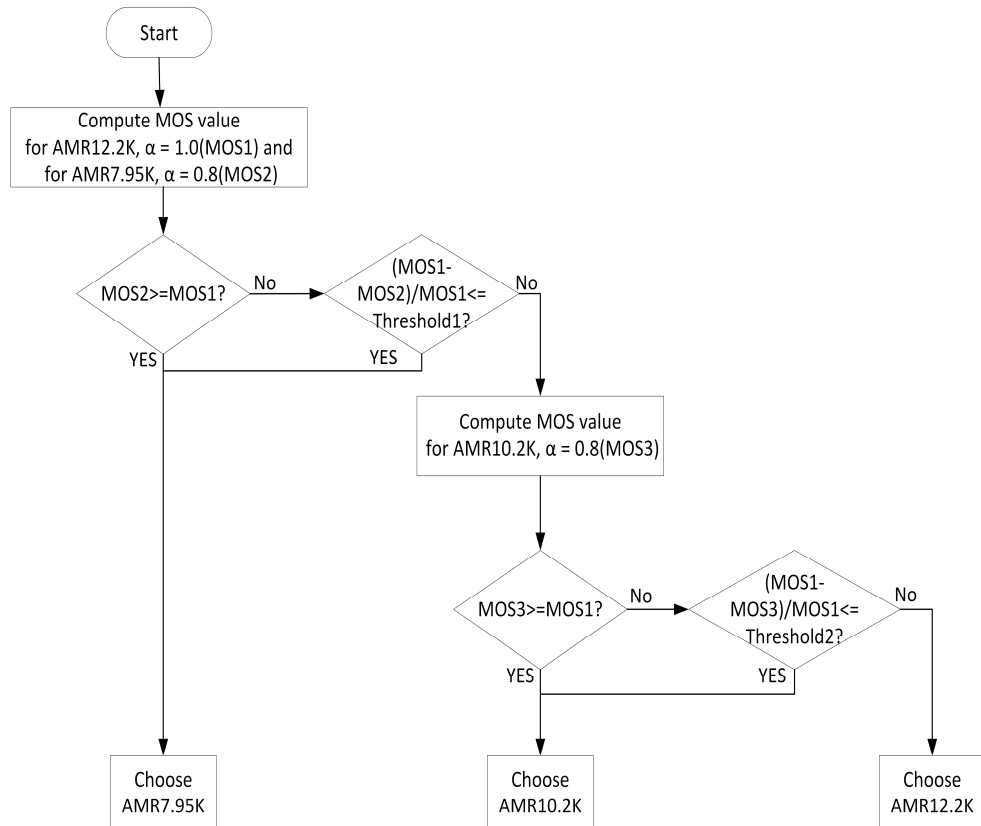 Start
Compute MOS value
for AMR12.2K, α = 1.0(MOS1) and
for AMR7.95K, α = 0.8(MOS2)
MOS2>=MOS1?
No
(MOS1-
MOS2)/MOS1<=
Threshold1?
No
YES
YES
Compute MOS value
for AMR10.2K, α = 0.8(MOS3)
MOS3>=MOS1?
No
(MOS1-
MOS3)/MOS1<=
Threshold2?
No
YES
YES
Choose
AMR7.95K
Choose
AMR10.2K
Choose
AMR12.2K